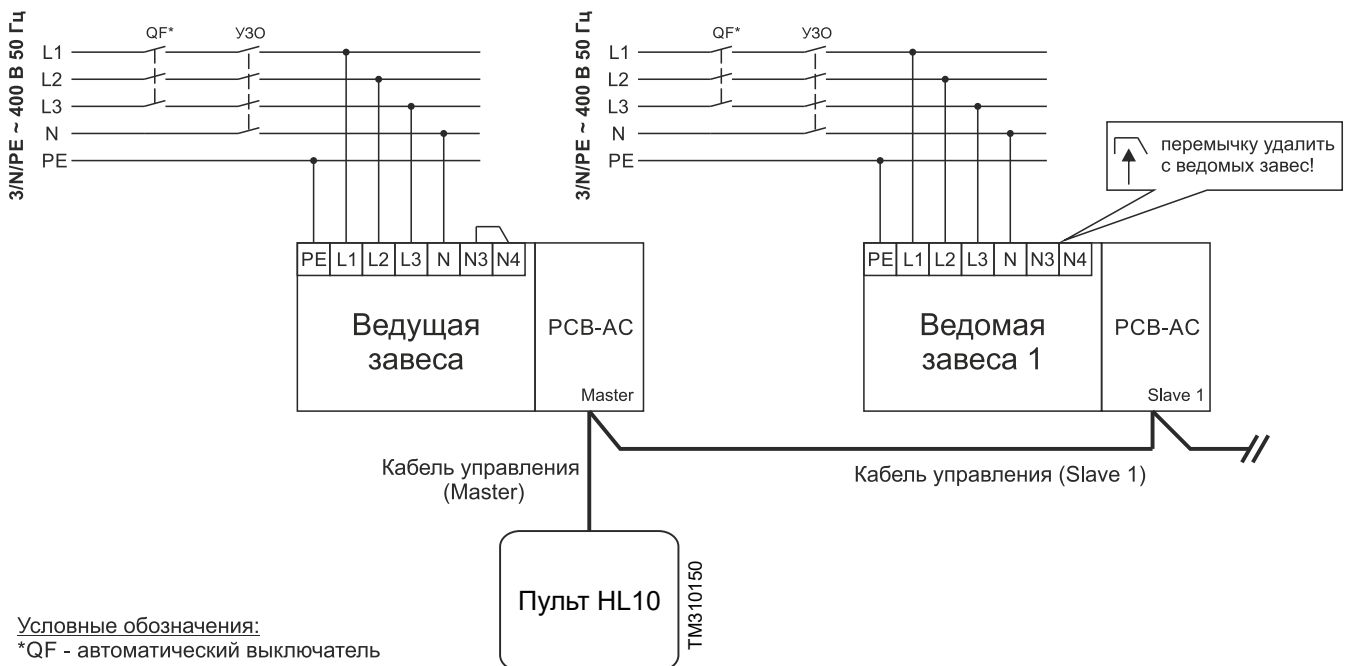 3/N/PE ~ 400 В 50 Гц
QF*
УЗО
L1
L2
L3
N
PE
3/N/PE ~ 400 В 50 Гц
QF*
УЗО
L1
L2
L3
N
PE
перемычку удалить
с ведомых завес!
PE L1 L2 L3 N N3 N4
Ведущая
завеса
PCB-AC
Master
PE L1 L2 L3 N N3 N4
Ведомая
завеса 1
PCB-AC
Slave 1
Кабель управления
(Master)
Кабель управления (Slave 1)
Пульт HL10
TM310150
Условные обозначения:
*QF - автоматический выключатель